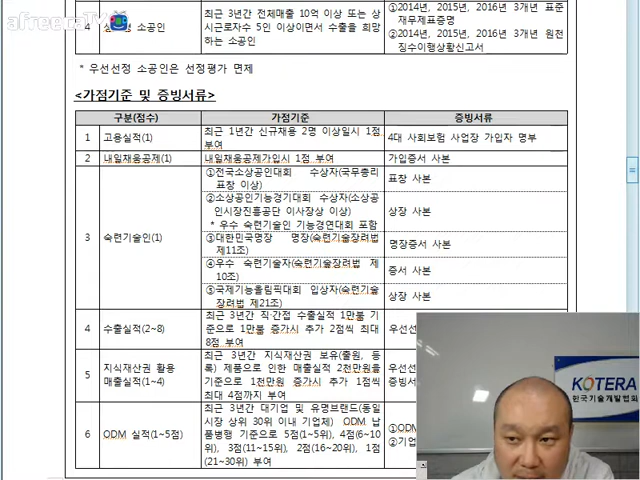 afreecaTV
4
소공인
최근 3년간 전체매출 10억 이상 또는 상
시근로자수 5인 이상이면서 수출을 희망
하는 소공인
①2014년, 2015년, 2016년 3개년 표준
재무제표증명
②2014년, 2015년, 2016년 3개년 원천
징수이행상황신고서
* 우선선정 소공인은 선정평가 면제
<가점기준 및 증빙서류>
구분(점수) 가점기준 증빙서류
1 고용실적(1)
최근 1년간 신규채용 2명 이상일시 1점
부여
4대 사회보험 사업장 가입자 명부
2 내일채움공제(1) 내일채움공제가입시 1점 부여 가입증서 사본
3 숙련기술인(1)
①전국소상공인대회 수상자(국무총리
표장 이상)
표장 사본
②소상공인기능경기대회 수상자(소상공
인시장진흥공단 이사장상 이상)
* 우수 숙련기술인 기능경연대회 포함
상장 사본
③대한민국명장 명장(숙련기술장려법
제11조)
명장증서 사본
④우수 숙련기술자(숙련기술장려법 제
10조)
증서 사본
⑤국제기능올림픽대회 입상자(숙련기
술장려법 제21조)
상장 사본
4 수출실적(2~8)
최근 3년간 직·간접 수출실적 1만불 기
준으로 1만불 증가시 추가 2점씩 최대
8점 부여
우선선
5 지식재산권 활용
매출실적(1~4)
최근 3년간 지식재산권 보유(출원, 등
록) 제품으로 인한 매출실적 2천만원을
기준으로 1천만원 증가시 추가 1점씩
최대 4점까지 부여
우선선
증빙서
6 ODM 실적(1~5점)
최근 3년간 대기업 및 유명브랜드(동일
시장 상위 30위 이내 기업체) ODM 납
품병행 기준으로 5점(1~5위), 4점(6~10
위), 3점(11~15위), 2점(16~20위), 1점
(21~30위) 부여
①ODM
②기업
KOTERA
한국기술개발협회